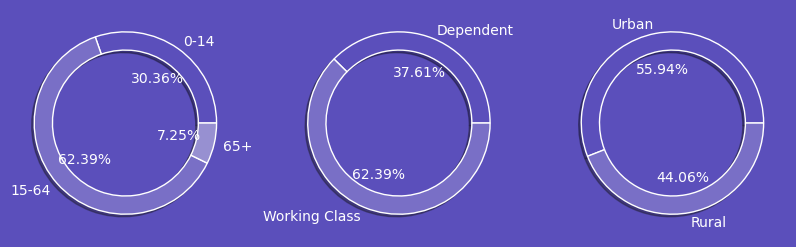 0-14
30.36%
7.25%
65+
62.39%
15-64
Dependent
37.61%
62.39%
Working Class
Urban
55.94%
44.06%
Rural